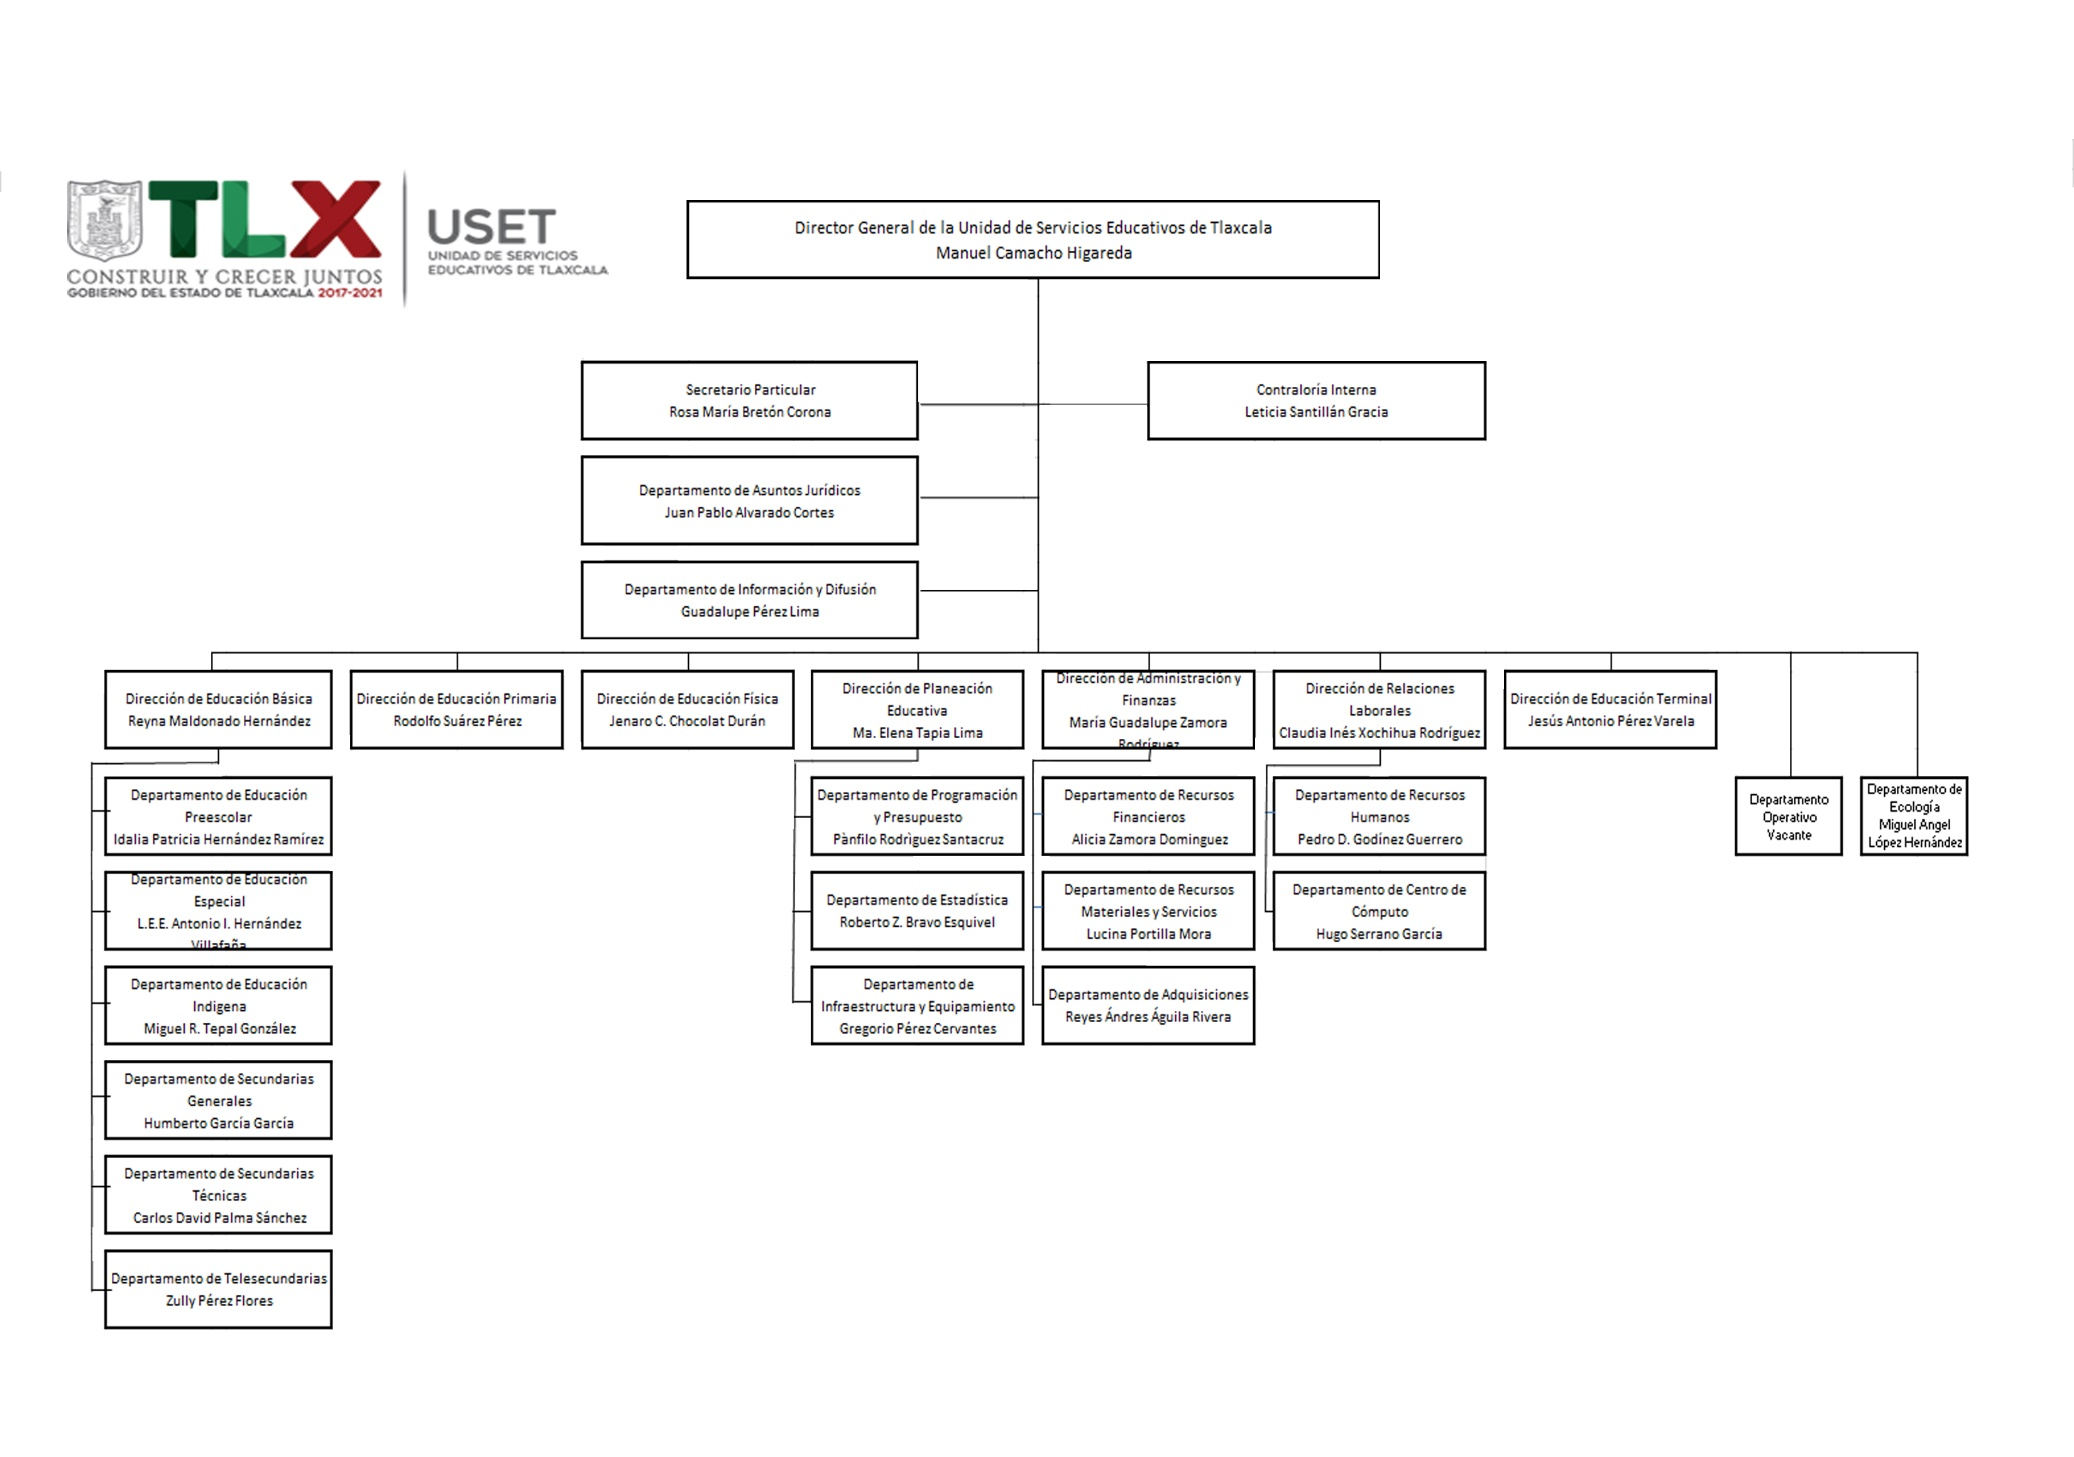 TLX
CONSTRUIR Y CRECER JUNTOS
GOBIERNO DEL ESTADO DE TLAXCALA 2017-2021
USET
UNIDAD DE SERVICIOS
EDUCATIVOS DE TLAXCALA
Director General de la Unidad de Servicios Educativos de Tlaxcala
Manuel Camacho Higareda
Secretario Particular
Rosa María Bretón Corona
Contraloría Interna
Leticia Santillán Gracia
Departamento de Asuntos Jurídicos
Juan Pablo Alvarado Cortes
Departamento de Información y Difusión
Guadalupe Pérez Lima
Dirección de Educación Básica
Reyna Maldonado Hernández
Dirección de Educación Primaria
Rodolfo Suárez Pérez
Dirección de Educación Física
Jenaro C. Chocolat Durán
Dirección de Planeación
Educativa
Ma. Elena Tapia Lima
Dirección de Administración y
Finanzas
María Guadalupe Zamora
Rodríguez
Dirección de Relaciones
Laborales
Claudia Inés Xochihua Rodríguez
Dirección de Educación Terminal
Jesús Antonio Pérez Varela
Departamento de Educación
Preescolar
Idalia Patricia Hernández Ramírez
Departamento de Programación
y Presupuesto
Pànfilo Rodrìguez Santacruz
Departamento de Recursos
Financieros
Alicia Zamora Dominguez
Departamento de Recursos
Humanos
Pedro D. Godínez Guerrero
Departamento
Operativo
Vacante
Departamento de
Ecología
Miguel Angel
López Hernández
Departamento de Educación
Especial
L.E.E. Antonio I. Hernández
Villafaña
Departamento de Estadística
Roberto Z. Bravo Esquivel
Departamento de Recursos
Materiales y Servicios
Lucina Portilla Mora
Departamento de Centro de
Cómputo
Hugo Serrano García
Departamento de Educación
Indigena
Miguel R. Tepal González
Departamento de
Infraestructura y Equipamiento
Gregorio Pérez Cervantes
Departamento de Adquisiciones
Reyes Ándres Águila Rivera
Departamento de Secundarias
Generales
Humberto García García
Departamento de Secundarias
Técnicas
Carlos David Palma Sánchez
Departamento de Telesecundarias
Zully Pérez Flores